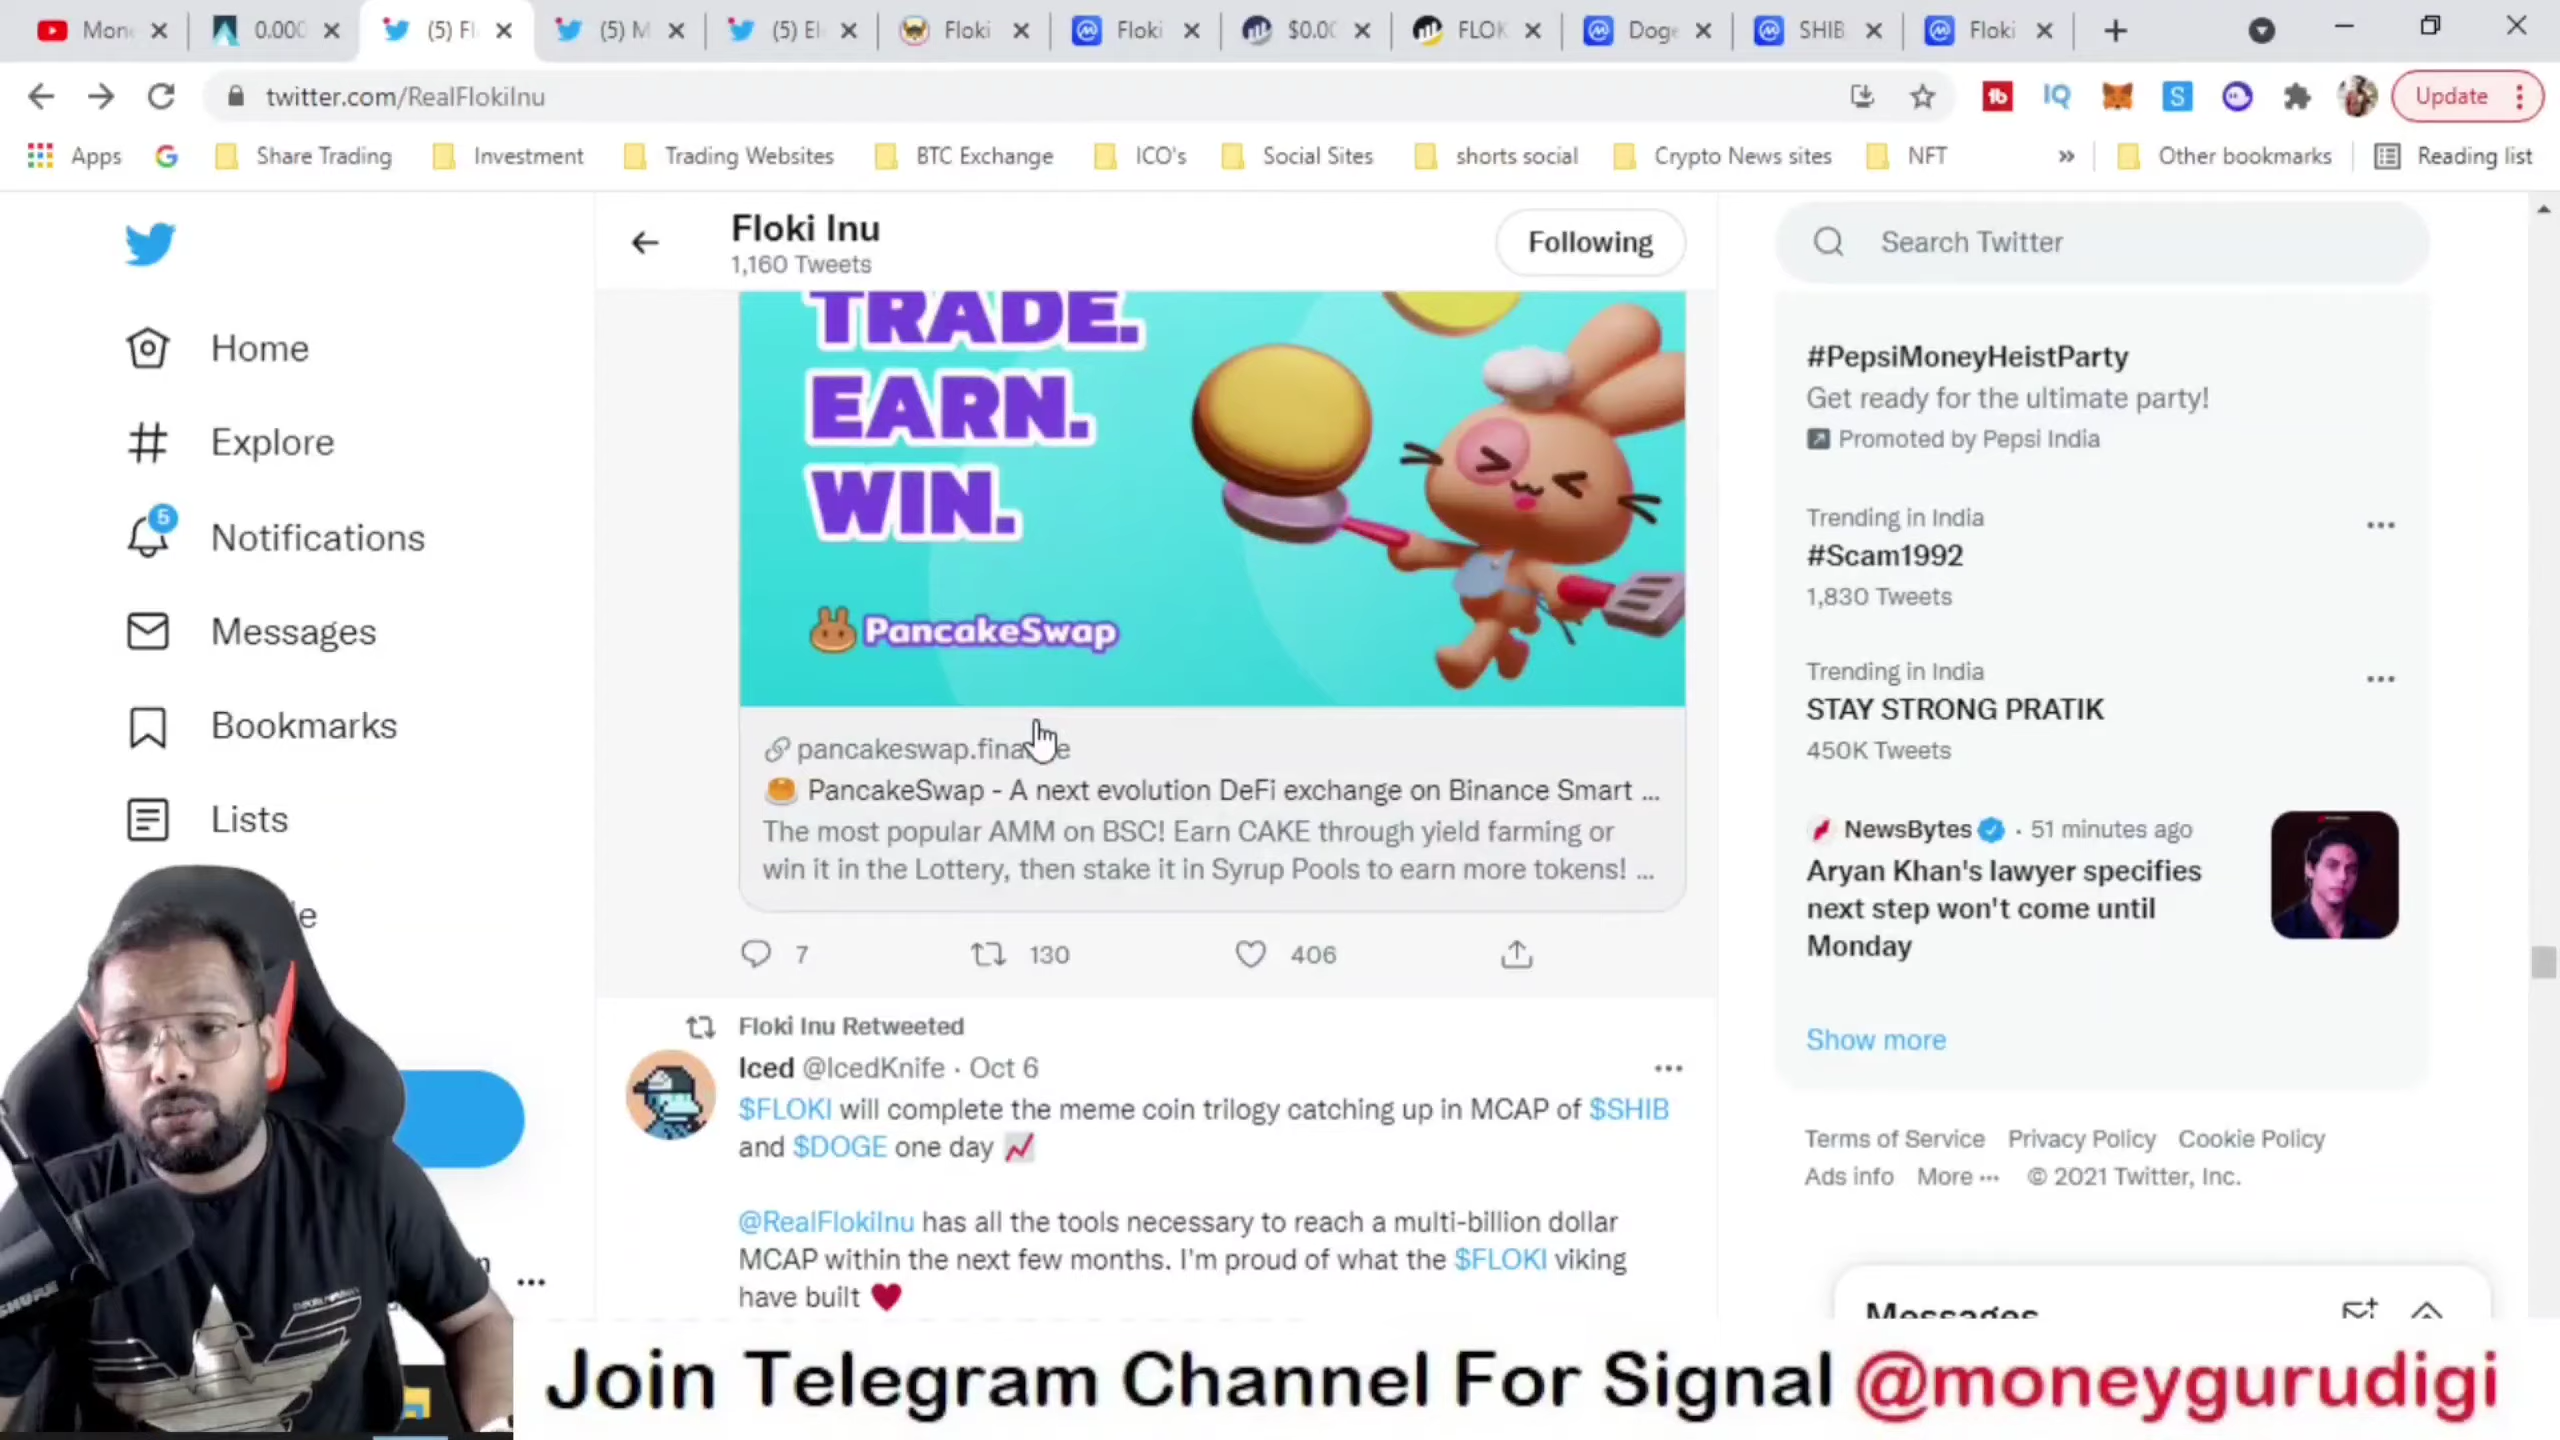 Mon
0.000
(5) Fl
(5) M
(5) El
Floki
Floki
$0.00
FLOK
Doge
SHIB
Floki
twitter.com/RealFlokiInu
Update
Apps
Share Trading
Investment
Trading Websites
BTC Exchange
ICO's
Social Sites
shorts social
Crypto News sites
NFT
Other bookmarks
Reading list
Home
Explore
5
Notifications
Messages
Bookmarks
Lists
Floki Inu
1,160 Tweets
Following
TRADE.
EARN.
WIN.
PancakeSwap
pancakeswap.finance
PancakeSwap - A next evolution DeFi exchange on Binance Smart ...
The most popular AMM on BSC! Earn CAKE through yield farming or
win it in the Lottery, then stake it in Syrup Pools to earn more tokens! ...
7 130 406
Floki Inu Retweeted
Iced @IcedKnife · Oct 6
$FLOKI will complete the meme coin trilogy catching up in MCAP of $SHIB
and $DOGE one day
@RealFlokiInu has all the tools necessary to reach a multi-billion dollar
MCAP within the next few months. I'm proud of what the $FLOKI viking
have built
Search Twitter
#PepsiMoneyHeistParty
Get ready for the ultimate party!
Promoted by Pepsi India
Trending in India
#Scam1992
1,830 Tweets
Trending in India
STAY STRONG PRATIK
450K Tweets
NewsBytes · 51 minutes ago
Aryan Khan's lawyer specifies
next step won't come until
Monday
Show more
Terms of Service Privacy Policy Cookie Policy
Ads info More ··· © 2021 Twitter, Inc.
Messages
SHURE
Join Telegram Channel For Signal @moneygurudigi